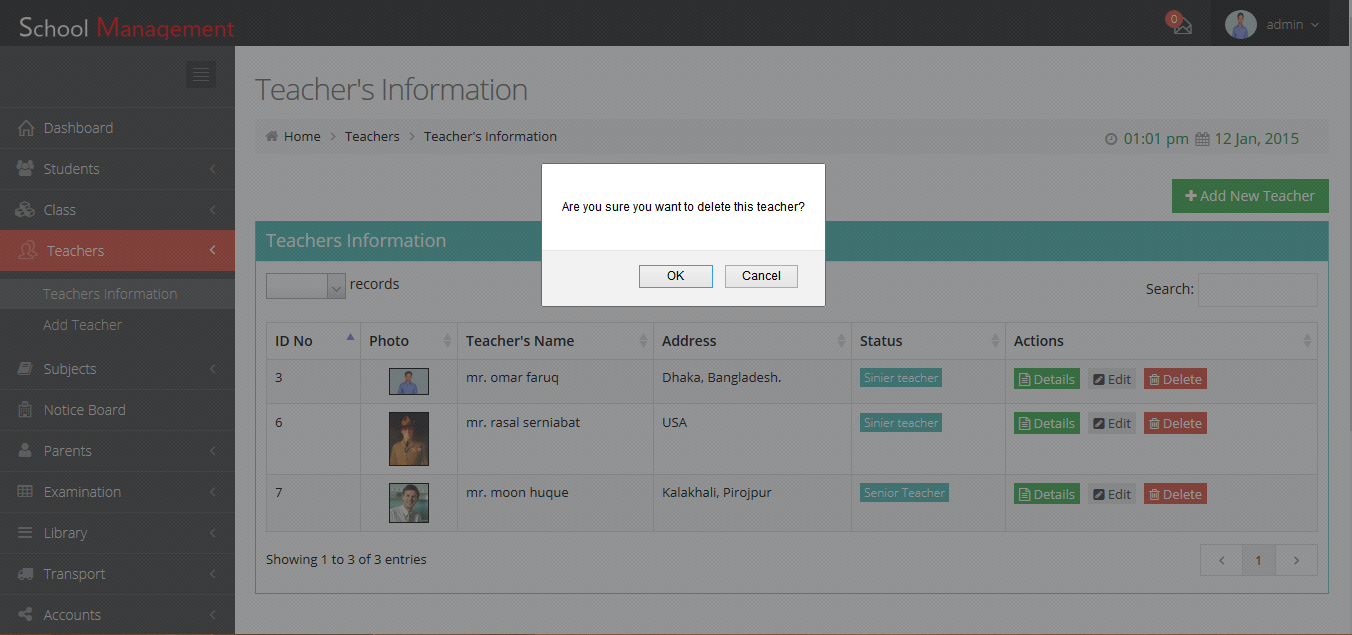 School Management
0
admin
Teacher's Information
Dashboard
Students
Class
Teachers
Teachers Information
Add Teacher
Subjects
Notice Board
Parents
Examination
Library
Transport
Accounts
Home > Teachers > Teacher's Information
01:01 pm 12 Jan, 2015
Are you sure you want to delete this teacher?
OK Cancel
Add New Teacher
Teachers Information
records
Search:
ID No Photo Teacher's Name Address Status Actions
3 mr. omar faruq Dhaka, Bangladesh. Sinier teacher Details Edit Delete
6 mr. rasal serniabat USA Sinier teacher Details Edit Delete
7 mr. moon huque Kalakhali, Pirojpur Senior Teacher Details Edit Delete
Showing 1 to 3 of 3 entries
1